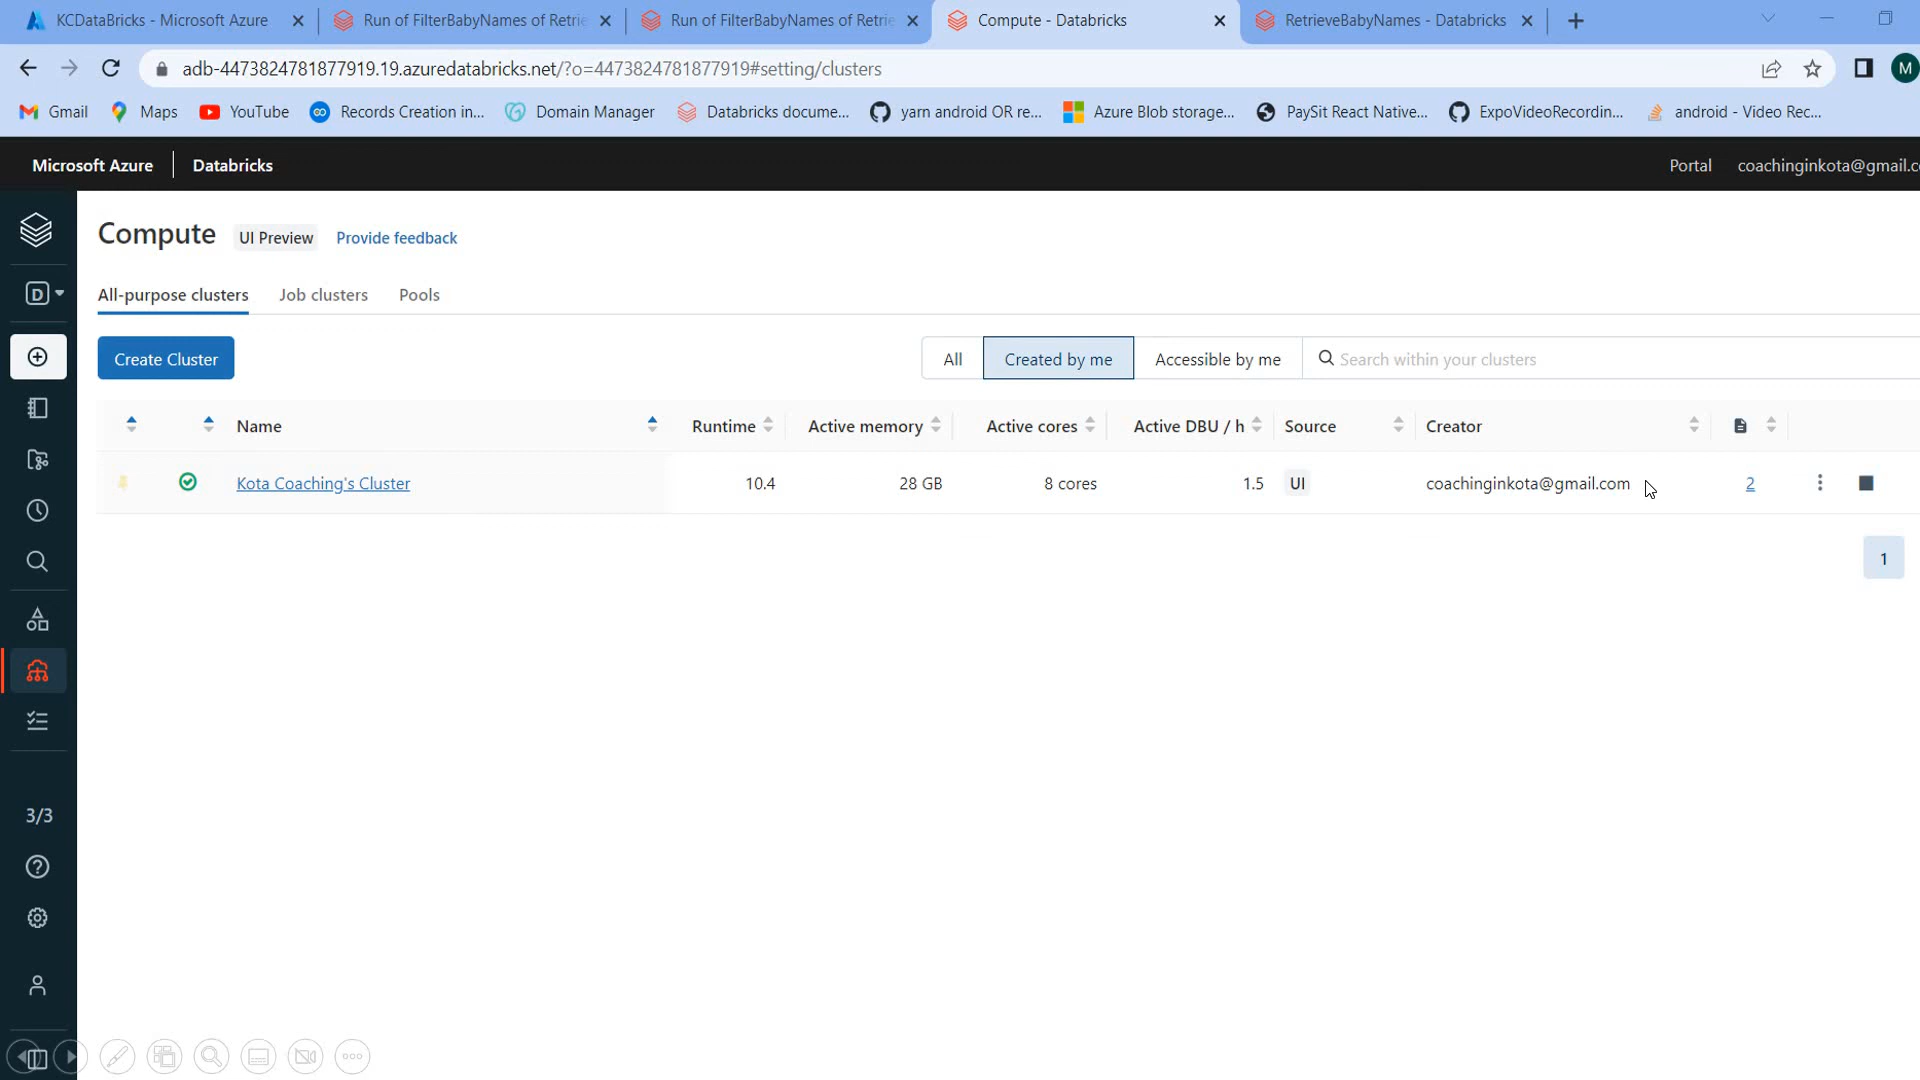 KCDataBricks - Microsoft Azure
Run of FilterBabyNames of Retrie
Run of FilterBabyNames of Retrie
Compute - Databricks
RetrieveBabyNames - Databricks
adb-4473824781877919.19.azuredatabricks.net/?o=4473824781877919#setting/clusters
M
Gmail
Maps
YouTube
Records Creation in...
Domain Manager
Databricks docume...
yarn android OR re...
Azure Blob storage...
PaySit React Native...
ExpoVideoRecordin...
android - Video Rec...
Microsoft Azure
Databricks
Portal
coachinginkota@gmail.c
Compute
UI Preview
Provide feedback
D
All-purpose clusters
Job clusters
Pools
Create Cluster
All
Created by me
Accessible by me
Search within your clusters
Name
Runtime
Active memory
Active cores
Active DBU / h
Source
Creator
Kota Coaching's Cluster
10.4
28 GB
8 cores
1.5
UI
coachinginkota@gmail.com
2
1
3/3